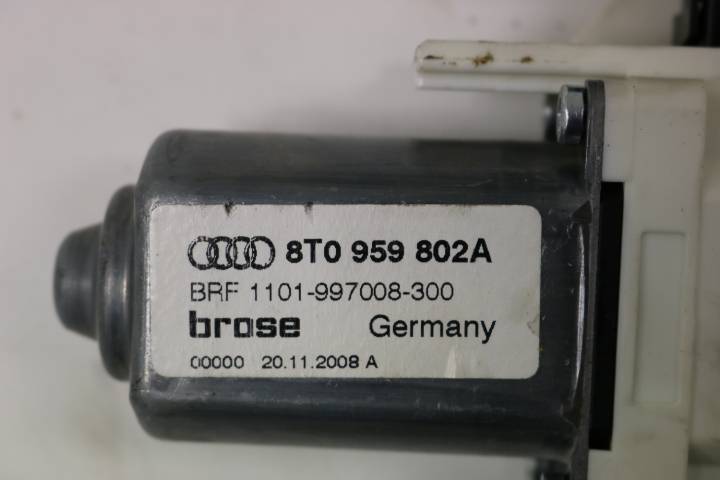 8T0 959 802A
BRF 1101-997008-300
brose Germany
00000 20.11.2008 A